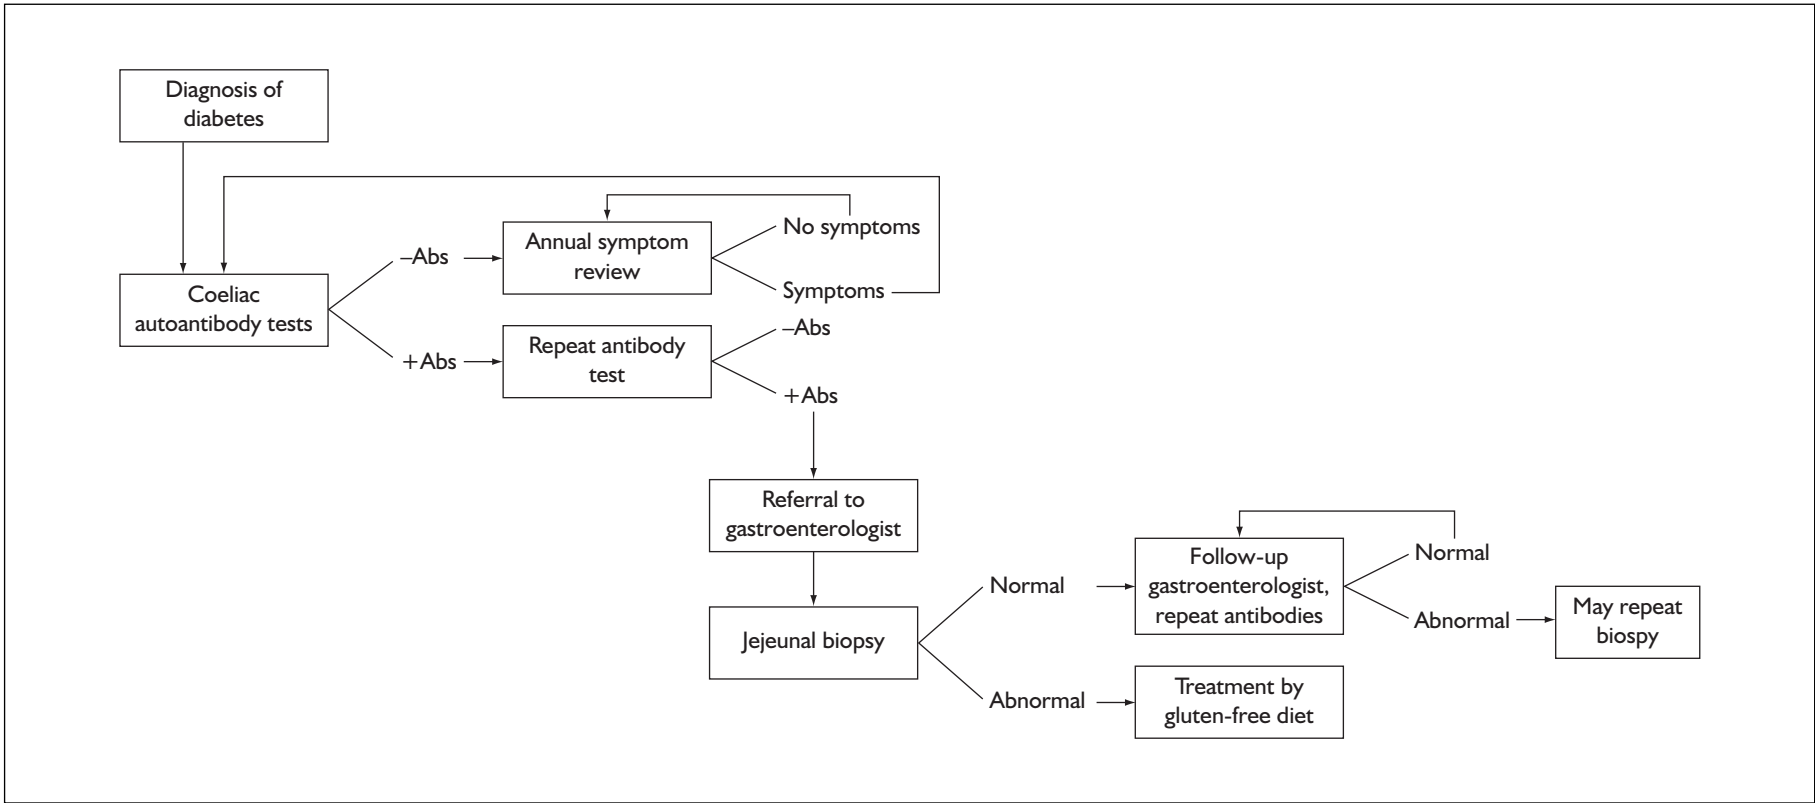 Diagnosis of
diabetes
Coeliac
autoantibody tests
–Abs
+Abs
Annual symptom
review
No symptoms
Symptoms
Repeat antibody
test
–Abs
+Abs
Referral to
gastroenterologist
Jejeunal biopsy
Normal
Abnormal
Follow-up
gastroenterologist,
repeat antibodies
Normal
Abnormal
May repeat
biospy
Treatment by
gluten-free diet